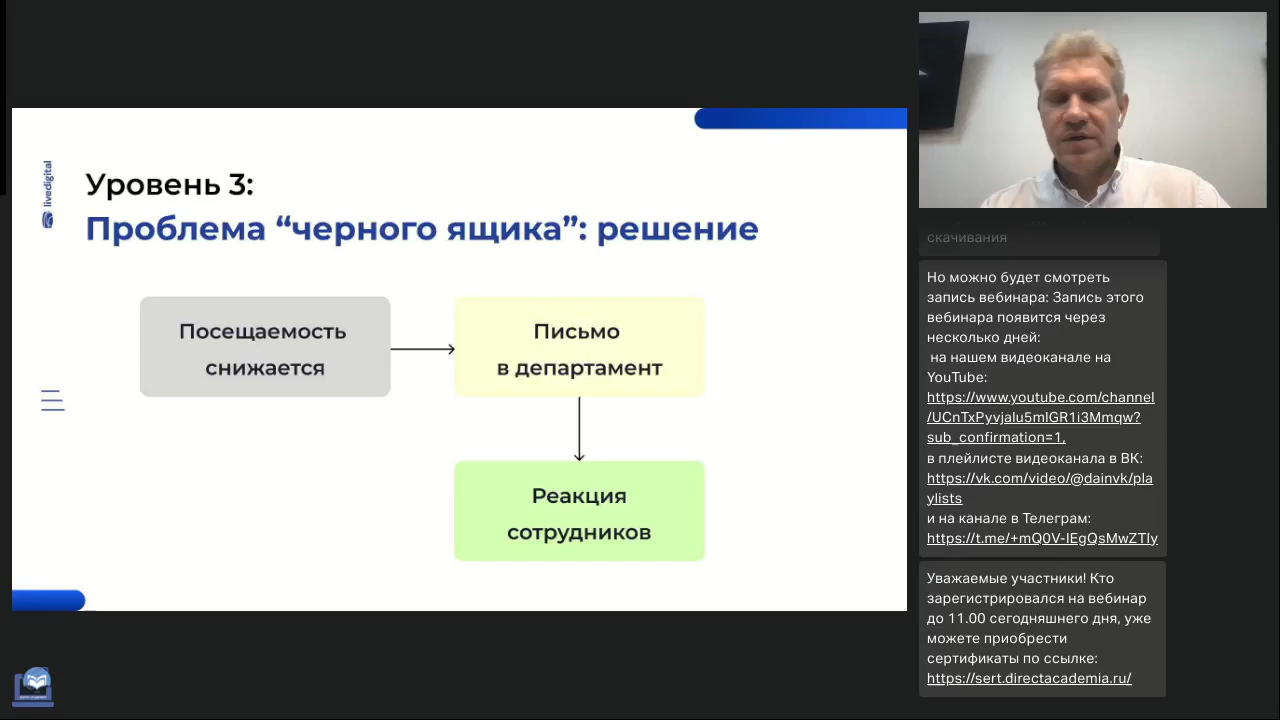 livedigital
Уровень 3:
Проблема “черного ящика”: решение
Посещаемость
снижается
Письмо
в департамент
Реакция
сотрудников
скачивания
Но можно будет смотреть
запись вебинара: Запись этого
вебинара появится через
несколько дней:
на нашем видеоканале на
YouTube:
https://www.youtube.com/channel
/UCnTxPyvjalu5mlGR1i3Mmqw?
sub_confirmation=1,
в плейлисте видеоканала в ВК:
https://vk.com/video/@dainvk/pla
ylists
и на канале в Телеграм:
https://t.me/+mQ0V-IEgQsMwZTIy
Уважаемые участники! Кто
зарегистрировался на вебинар
до 11.00 сегодняшнего дня, уже
можете приобрести
сертификаты по ссылке:
https://sert.directacademia.ru/